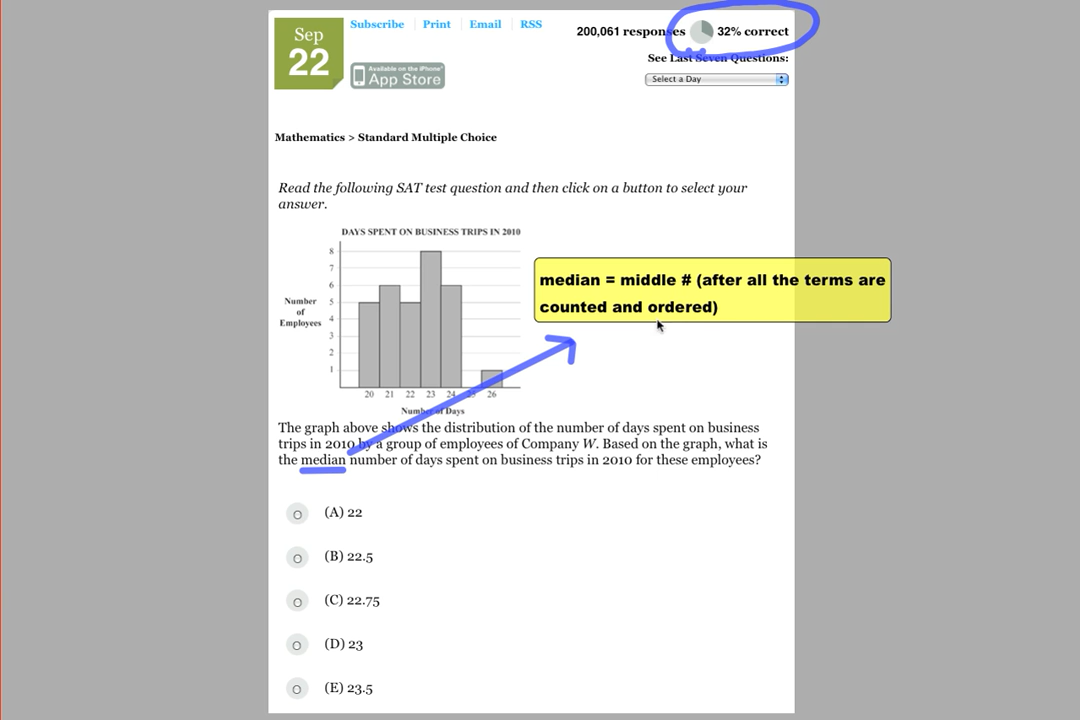 Sep
22
Subscribe Print Email RSS
Available on the iPhone
App Store
200,061 responses 32% correct
See Last Seven Questions:
Select a Day
Mathematics > Standard Multiple Choice
Read the following SAT test question and then click on a button to select your
answer.
DAYS SPENT ON BUSINESS TRIPS IN 2010
8
7
6
5
4
3
2
1
Number
of
Employees
20 21 22 23 24 25 26
Number of Days
median = middle # (after all the terms are
counted and ordered)
The graph above shows the distribution of the number of days spent on business
trips in 2010 by a group of employees of Company W. Based on the graph, what is
the median number of days spent on business trips in 2010 for these employees?
O (A) 22
O (B) 22.5
O (C) 22.75
O (D) 23
O (E) 23.5